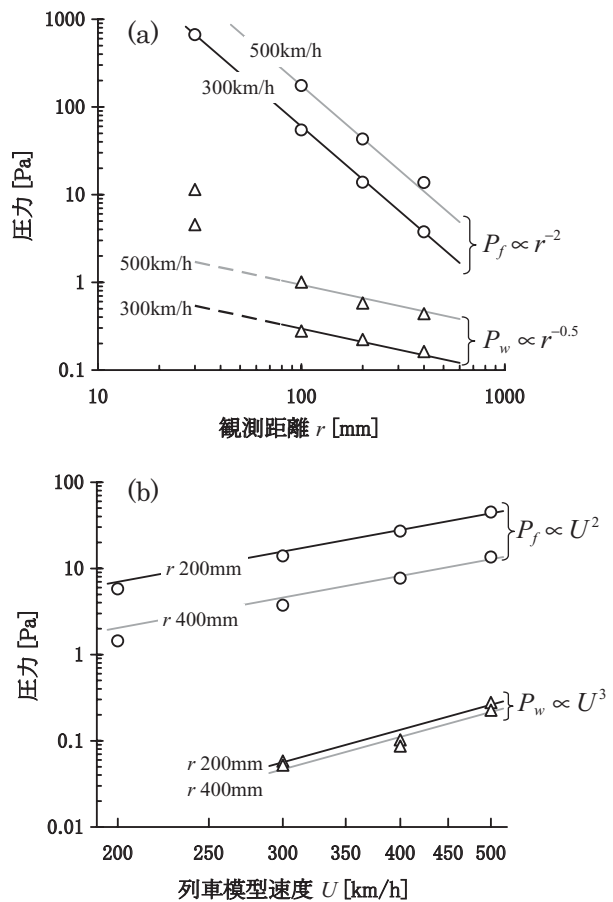 (a)
圧力 [Pa]
1000
100
10
1
0.1
500km/h
300km/h
500km/h
300km/h
P_f ∝ r^{-2}
P_w ∝ r^{-0.5}
10
100
1000
観測距離 r [mm]
(b)
圧力 [Pa]
100
10
1
0.1
0.01
r 200mm
r 400mm
r 200mm
r 400mm
P_f ∝ U^2
P_w ∝ U^3
200
250
300
350
400
450
500
列車模型速度 U [km/h]